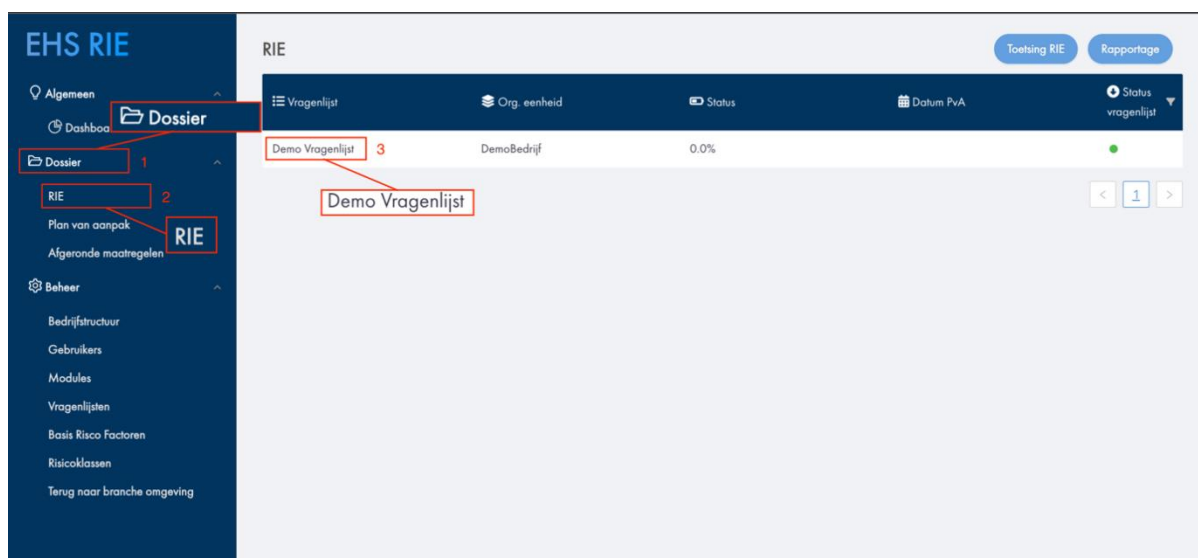 EHS RIE
Algemeen
Dashboa
Dossier
Dossier 1
RIE 2
RIE
Plan van aanpak
Afgeronde maatregelen
Beheer
Bedrijfstructuur
Gebruikers
Modules
Vragenlijsten
Basis Risco Factoren
Risicoklassen
Terug naar branche omgeving
RIE
Toetsing RIE Rapportage
Vragenlijst Org. eenheid Status Datum PvA Status vragenlijst
Demo Vragenlijst 3 DemoBedrijf 0.0%
Demo Vragenlijst
< 1 >